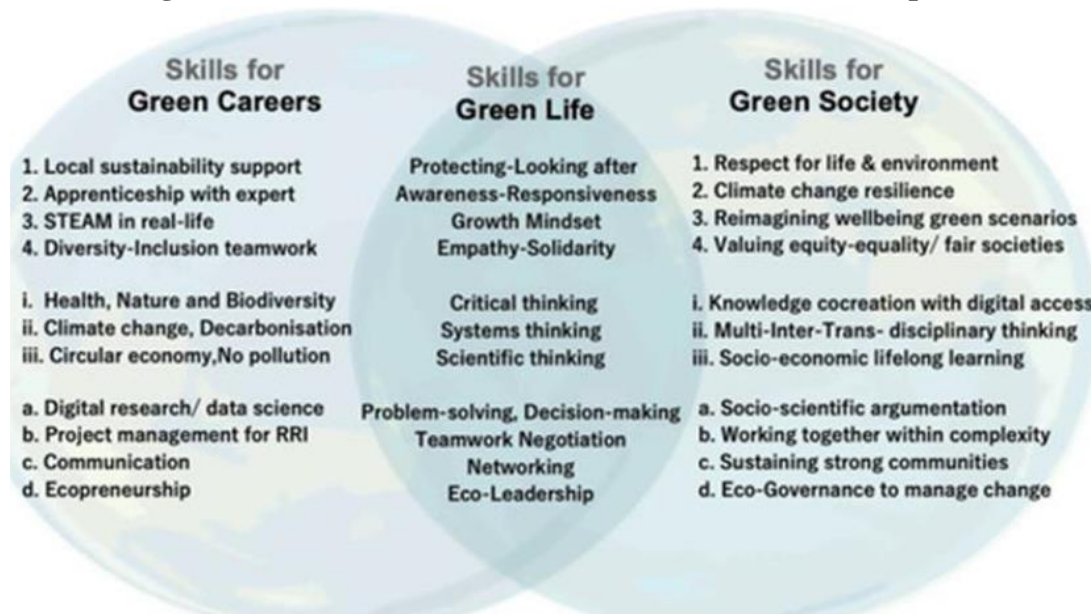 Skills for
Green Careers
1. Local sustainability support
2. Apprenticeship with expert
3. STEAM in real-life
4. Diversity-Inclusion teamwork
i. Health, Nature and Biodiversity
ii. Climate change, Decarbonisation
iii. Circular economy,No pollution
a. Digital research/ data science
b. Project management for RRI
c. Communication
d. Ecopreneurship
Skills for
Green Life
Protecting-Looking after
Awareness-Responsiveness
Growth Mindset
Empathy-Solidarity
Critical thinking
Systems thinking
Scientific thinking
Problem-solving, Decision-making
Teamwork Negotiation
Networking
Eco-Leadership
Skills for
Green Society
1. Respect for life & environment
2. Climate change resilience
3. Reimagining wellbeing green scenarios
4. Valuing equity-equality/ fair societies
i. Knowledge cocreation with digital access
ii. Multi-Inter-Trans- disciplinary thinking
iii. Socio-economic lifelong learning
a. Socio-scientific argumentation
b. Working together within complexity
c. Sustaining strong communities
d. Eco-Governance to manage change